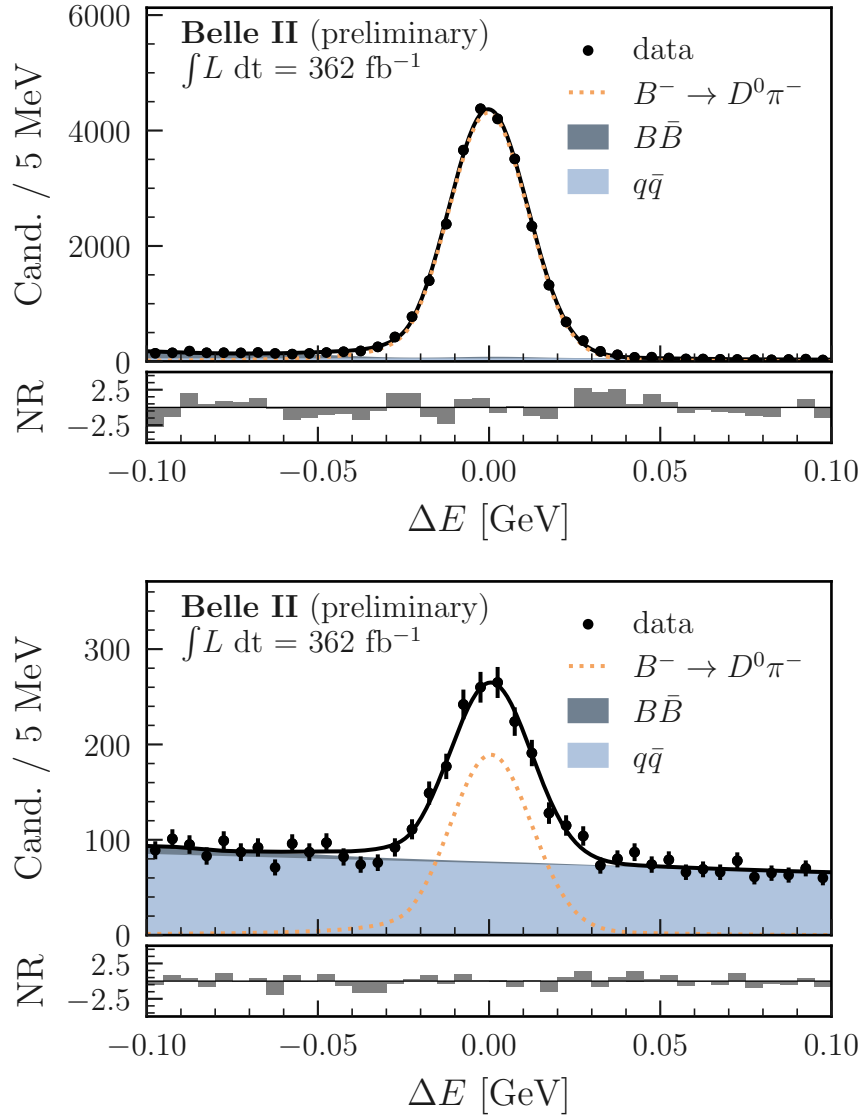 6000
Belle II (preliminary)
∫L dt = 362 fb⁻¹
data
B⁻ → D⁰π⁻
BB̄
qq̄
4000
2000
0
Cand. / 5 MeV
2.5
−2.5
NR
−0.10 −0.05 0.00 0.05 0.10
ΔE [GeV]
Belle II (preliminary)
∫L dt = 362 fb⁻¹
data
B⁻ → D⁰π⁻
BB̄
qq̄
300
200
100
0
Cand. / 5 MeV
2.5
−2.5
NR
−0.10 −0.05 0.00 0.05 0.10
ΔE [GeV]